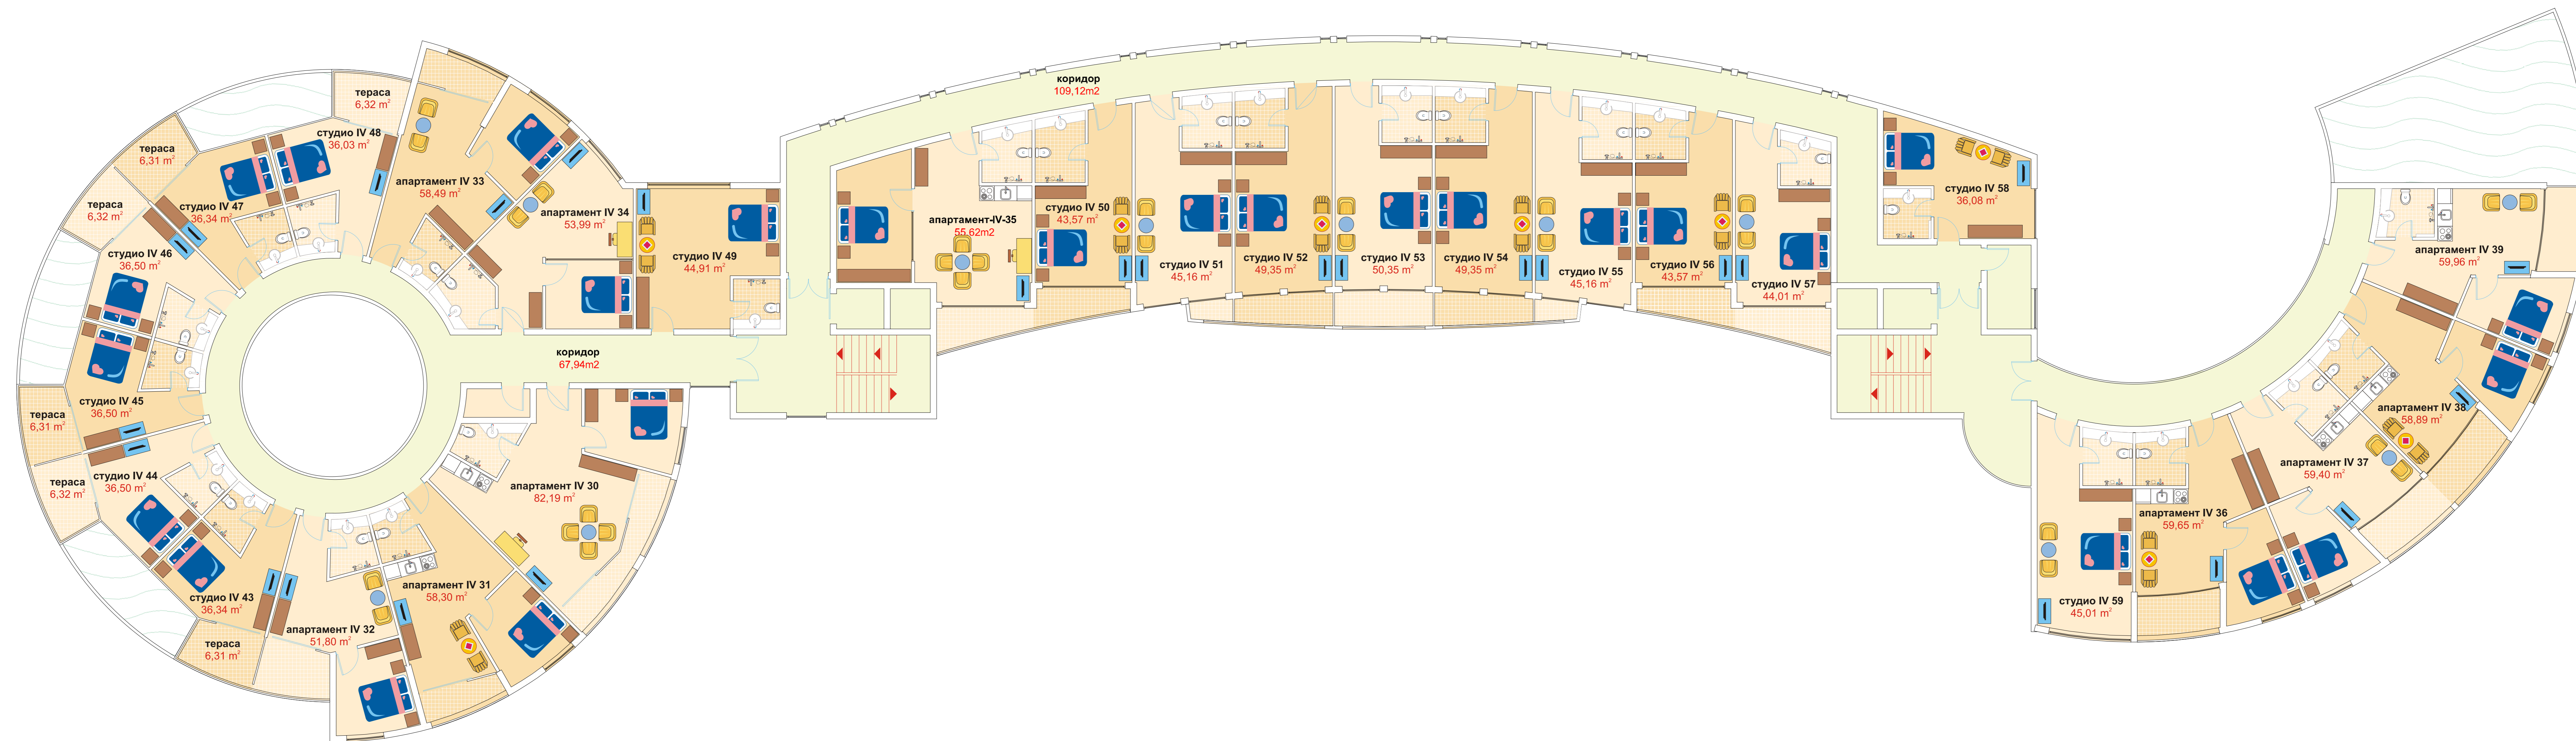 тераса
6,32 m²
студио IV 48
36,03 m²
тераса
6,31 m²
студио IV 47
36,34 m²
тераса
6,32 m²
студио IV 46
36,50 m²
студио IV 45
36,50 m²
тераса
6,31 m²
студио IV 44
36,50 m²
тераса
6,32 m²
студио IV 43
36,34 m²
тераса
6,31 m²
апартамент IV 32
51,80 m²
апартамент IV 31
58,30 m²
апартамент IV 30
82,19 m²
апартамент IV 33
58,49 m²
апартамент IV 34
53,99 m²
студио IV 49
44,91 m²
коридор
67,94m2
коридор
109,12m2
апартамент-IV-35
55,62m2
студио IV 50
43,57 m²
студио IV 51
45,16 m²
студио IV 52
49,35 m²
студио IV 53
50,35 m²
студио IV 54
49,35 m²
студио IV 55
45,16 m²
студио IV 56
43,57 m²
студио IV 57
44,01 m²
студио IV 58
36,08 m²
апартамент IV 39
59,96 m²
апартамент IV 38
58,89 m²
апартамент IV 37
59,40 m²
апартамент IV 36
59,65 m²
студио IV 59
45,01 m²